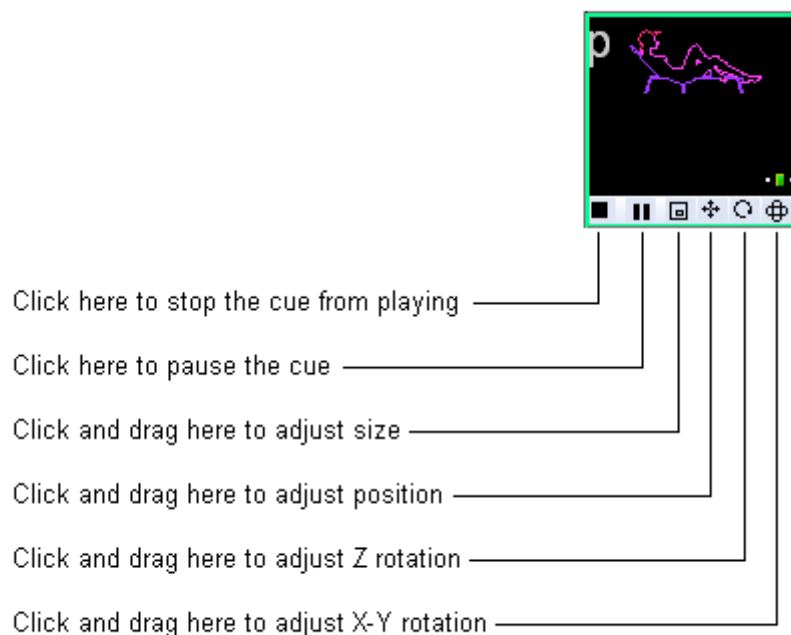 p
Click here to stop the cue from playing
Click here to pause the cue
Click and drag here to adjust size
Click and drag here to adjust position
Click and drag here to adjust Z rotation
Click and drag here to adjust X-Y rotation